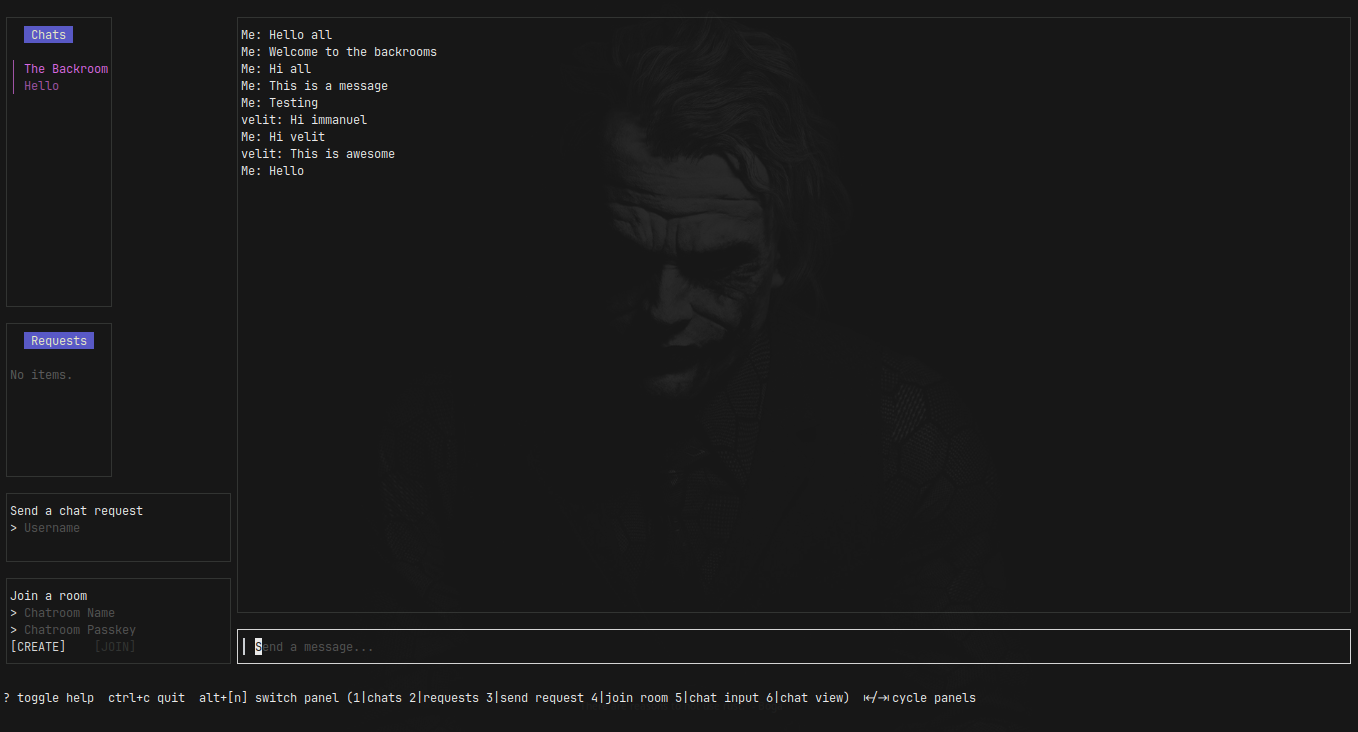 Chats
The Backroom
Hello
Requests
No items.
Send a chat request
> Username
Join a room
> Chatroom Name
> Chatroom Passkey
[CREATE] [JOIN]
Me: Hello all
Me: Welcome to the backrooms
Me: Hi all
Me: This is a message
Me: Testing
velit: Hi immanuel
Me: Hi velit
velit: This is awesome
Me: Hello
Send a message...
? toggle help ctrl+c quit alt+[n] switch panel (1|chats 2|requests 3|send request 4|join room 5|chat input 6|chat view) ⇤/⇥ cycle panels